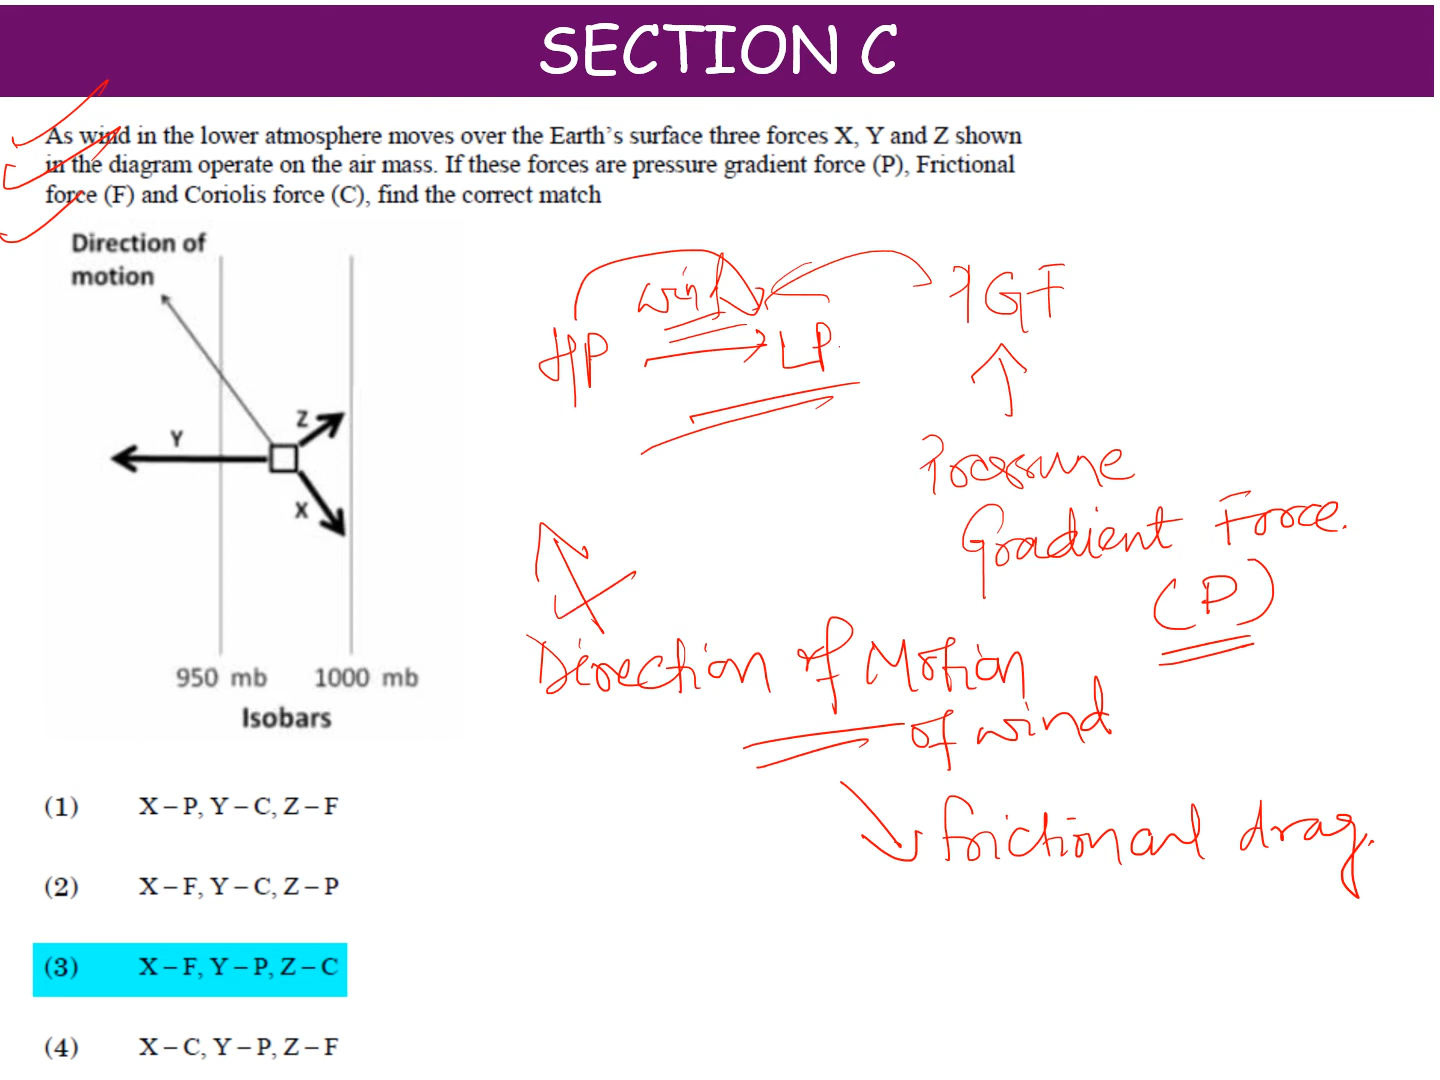 SECTION C
As wind in the lower atmosphere moves over the Earth's surface three forces X, Y and Z shown
in the diagram operate on the air mass. If these forces are pressure gradient force (P), Frictional
force (F) and Coriolis force (C), find the correct match
Direction of
motion
Z
Y
X
950 mb 1000 mb
Isobars
HP wind LP
PGF
Pressure
Gradient Force.
(P)
Direction of Motion
of wind
frictional drag.
(1) X – P, Y – C, Z – F
(2) X – F, Y – C, Z – P
(3) X – F, Y – P, Z – C
(4) X – C, Y – P, Z – F